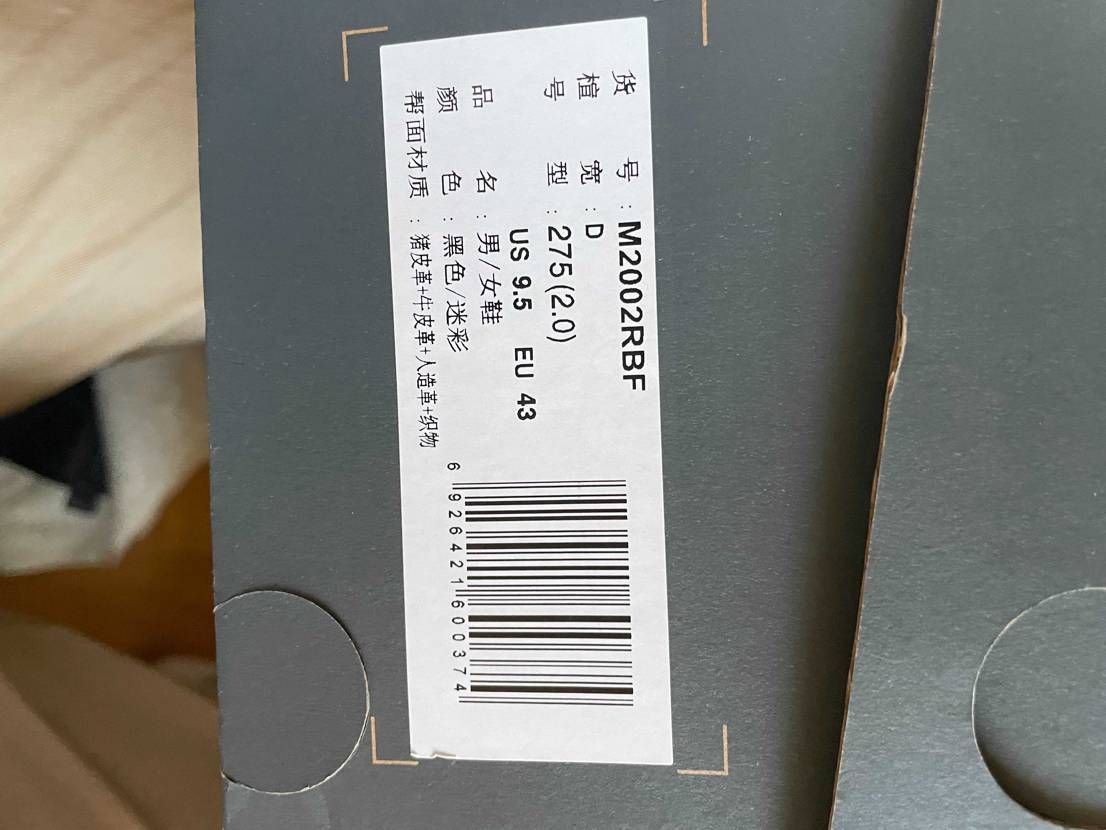 货号：M2002RBF
楦宽：D
号型：275(2.0)
US 9.5 EU 43
品名：男/女鞋
颜色：黑色/迷彩
帮面材质：猪皮革+牛皮革+人造革+织物
6 926421 600374